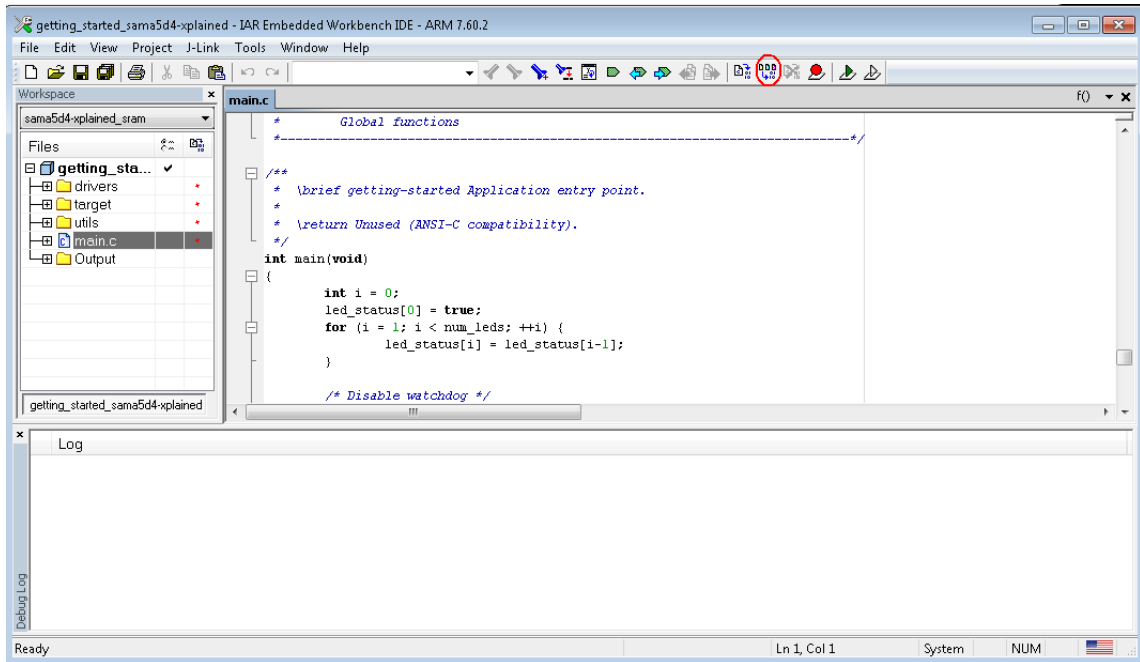 getting_started_sama5d4-xplained - IAR Embedded Workbench IDE - ARM 7.60.2
File Edit View Project J-Link Tools Window Help
Workspace
sama5d4-xplained_sram
Files
getting_sta...
drivers
target
utils
main.c
Output
getting_started_sama5d4-xplained
main.c
f()
* Global functions
*----------------------------------------------------------------------------*/
/**
* \brief getting-started Application entry point.
*
* \return Unused (ANSI-C compatibility).
*/
int main(void)
{
int i = 0;
led_status[0] = true;
for (i = 1; i < num_leds; ++i) {
led_status[i] = led_status[i-1];
}
/* Disable watchdog */
Log
Debug Log
Ready
Ln 1, Col 1
System
NUM